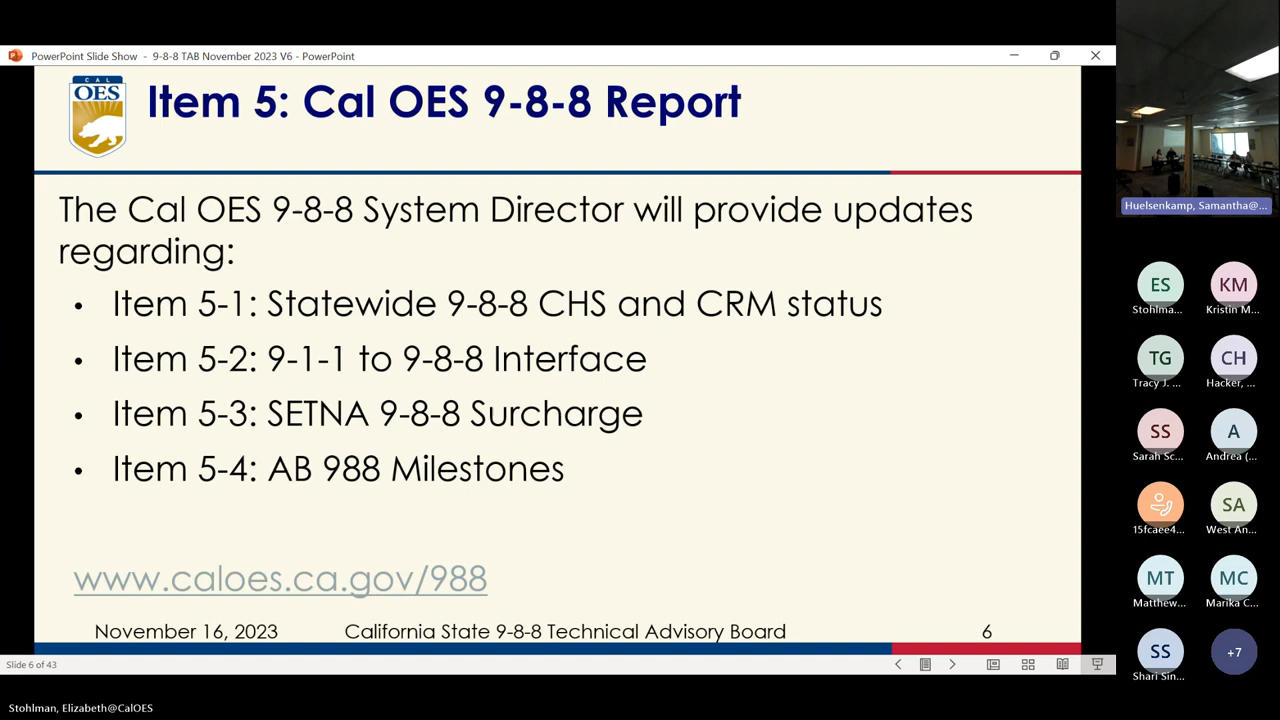 PowerPoint Slide Show - 9-8-8 TAB November 2023 V6 - PowerPoint
CAL
OES
Item 5: Cal OES 9-8-8 Report
The Cal OES 9-8-8 System Director will provide updates
regarding:
• Item 5-1: Statewide 9-8-8 CHS and CRM status
• Item 5-2: 9-1-1 to 9-8-8 Interface
• Item 5-3: SETNA 9-8-8 Surcharge
• Item 5-4: AB 988 Milestones
www.caloes.ca.gov/988
November 16, 2023 California State 9-8-8 Technical Advisory Board 6
Slide 6 of 43
Stohlman, Elizabeth@CalOES
Huelsenkamp, Samantha@...
ES KM
Stohlma... Kristin M...
TG CH
Tracy J. ... Hacker, ...
SS A
Sarah Sc... Andrea (...
SA
15fcaee4... West An...
MT MC
Matthew... Marika C...
SS +7
Shari Sin...